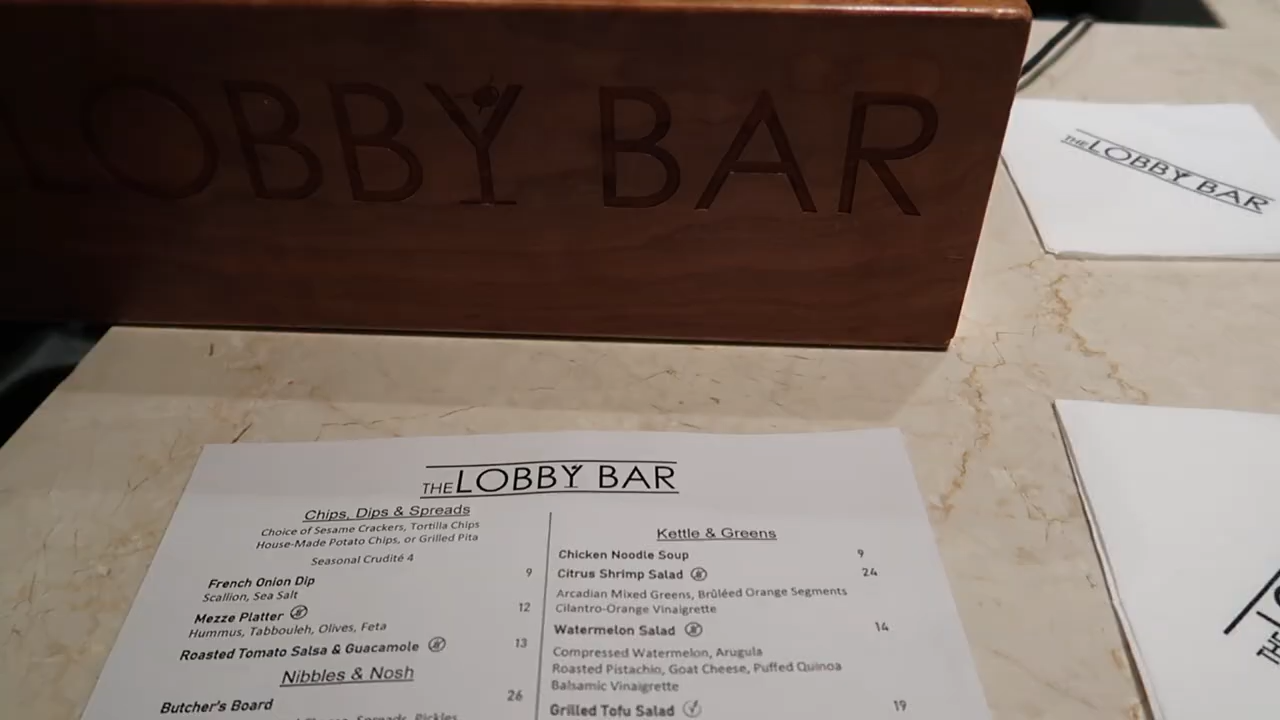 LOBBY BAR
THE LOBBY BAR
THE LOBBY BAR
Chips, Dips & Spreads
Choice of Sesame Crackers, Tortilla Chips
House-Made Potato Chips, or Grilled Pita
Seasonal Crudité 4
French Onion Dip 9
Scallion, Sea Salt
Mezze Platter 12
Hummus, Tabbouleh, Olives, Feta
Roasted Tomato Salsa & Guacamole 13
Nibbles & Nosh
Butcher's Board 26
Spreads, Pickles
Kettle & Greens
Chicken Noodle Soup 9
Citrus Shrimp Salad 24
Arcadian Mixed Greens, Brûléed Orange Segments
Cilantro-Orange Vinaigrette
Watermelon Salad 14
Compressed Watermelon, Arugula
Roasted Pistachio, Goat Cheese, Puffed Quinoa
Balsamic Vinaigrette
Grilled Tofu Salad 19
THE